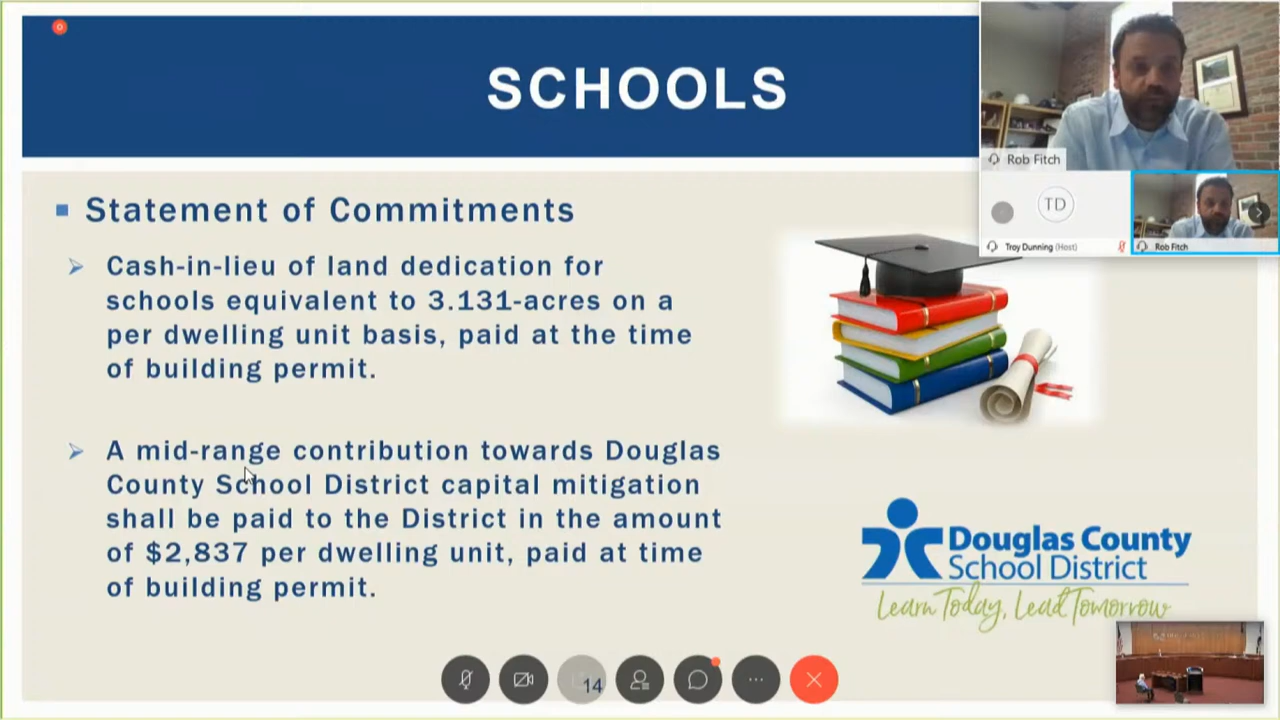 SCHOOLS
Statement of Commitments
Cash-in-lieu of land dedication for
schools equivalent to 3.131-acres on a
per dwelling unit basis, paid at the time
of building permit.
A mid-range contribution towards Douglas
County School District capital mitigation
shall be paid to the District in the amount
of $2,837 per dwelling unit, paid at time
of building permit.
Rob Fitch
TD
Troy Dunning (Host)
Rob Fitch
Douglas County
School District
Learn Today, Lead Tomorrow
14